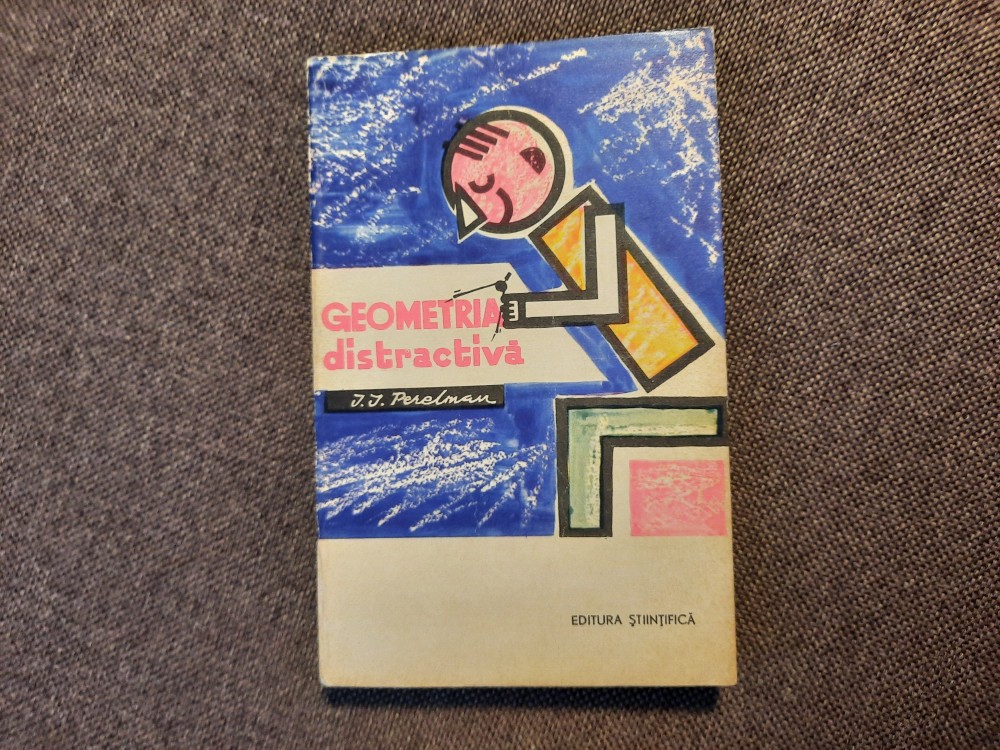 GEOMETRIA
distractivă
J. J. Perelman
EDITURA ŞTIINŢIFICĂ